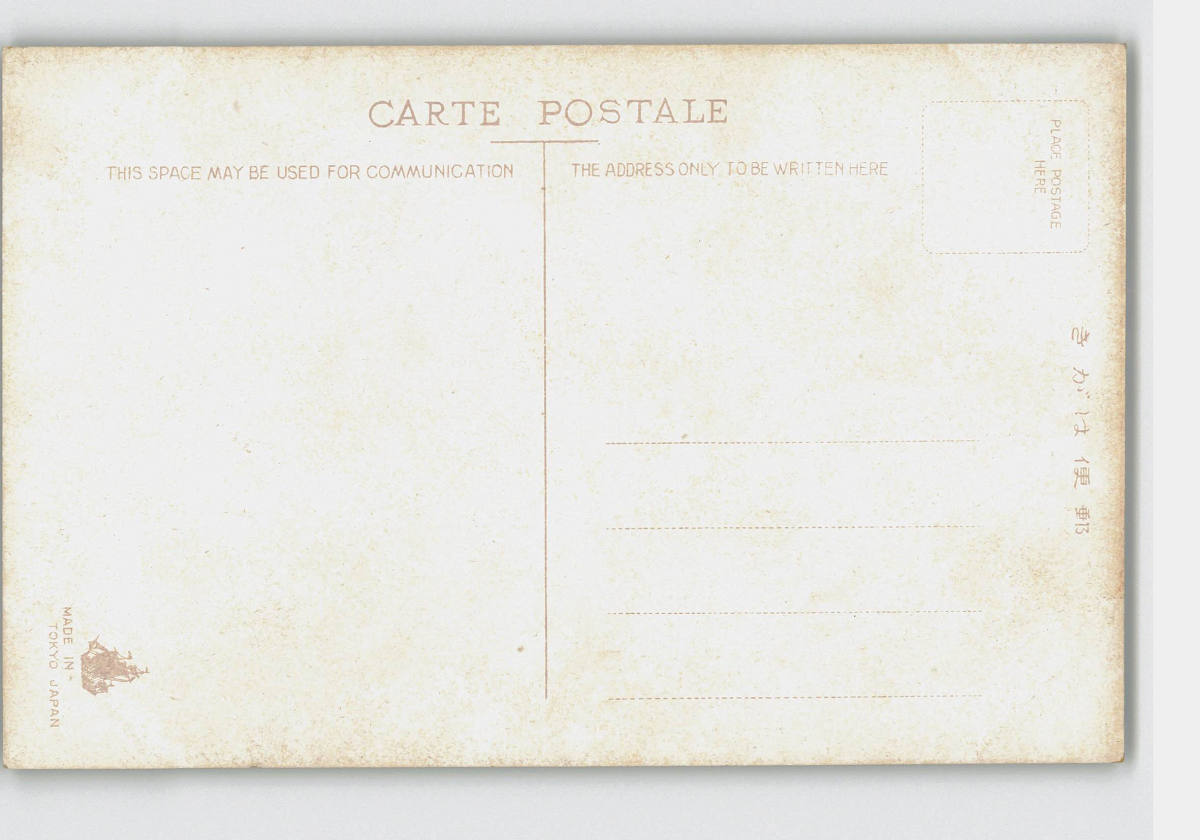 CARTE POSTALE
THIS SPACE MAY BE USED FOR COMMUNICATION
THE ADDRESS ONLY TO BE WRITTEN HERE
PLACE POSTAGE
HERE
きがは便郵
MADE IN
TOKYO JAPAN